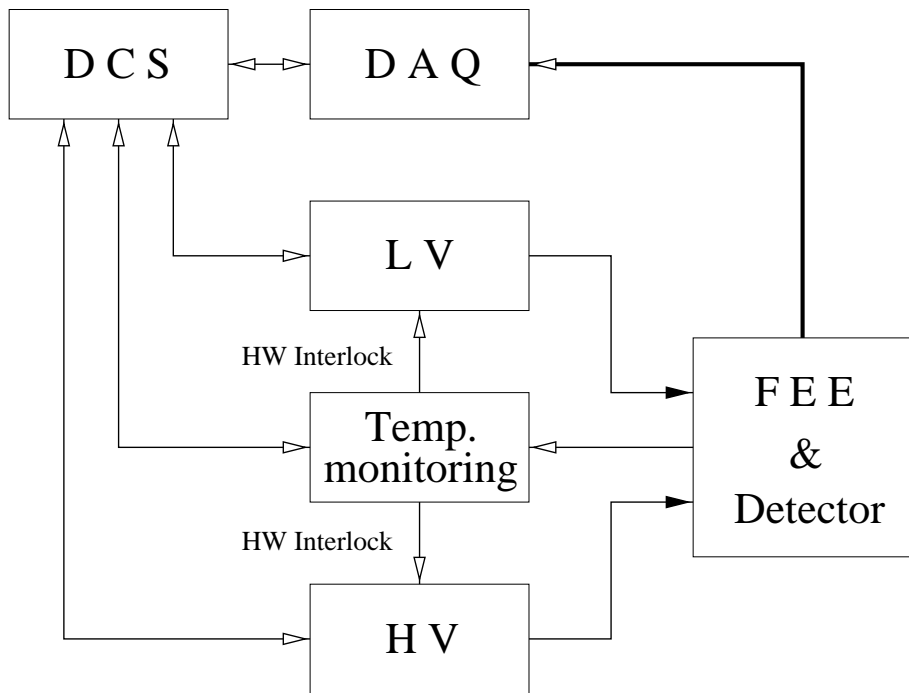 D C S
D A Q
L V
HW Interlock
Temp.
monitoring
HW Interlock
H V
F E E
&
Detector